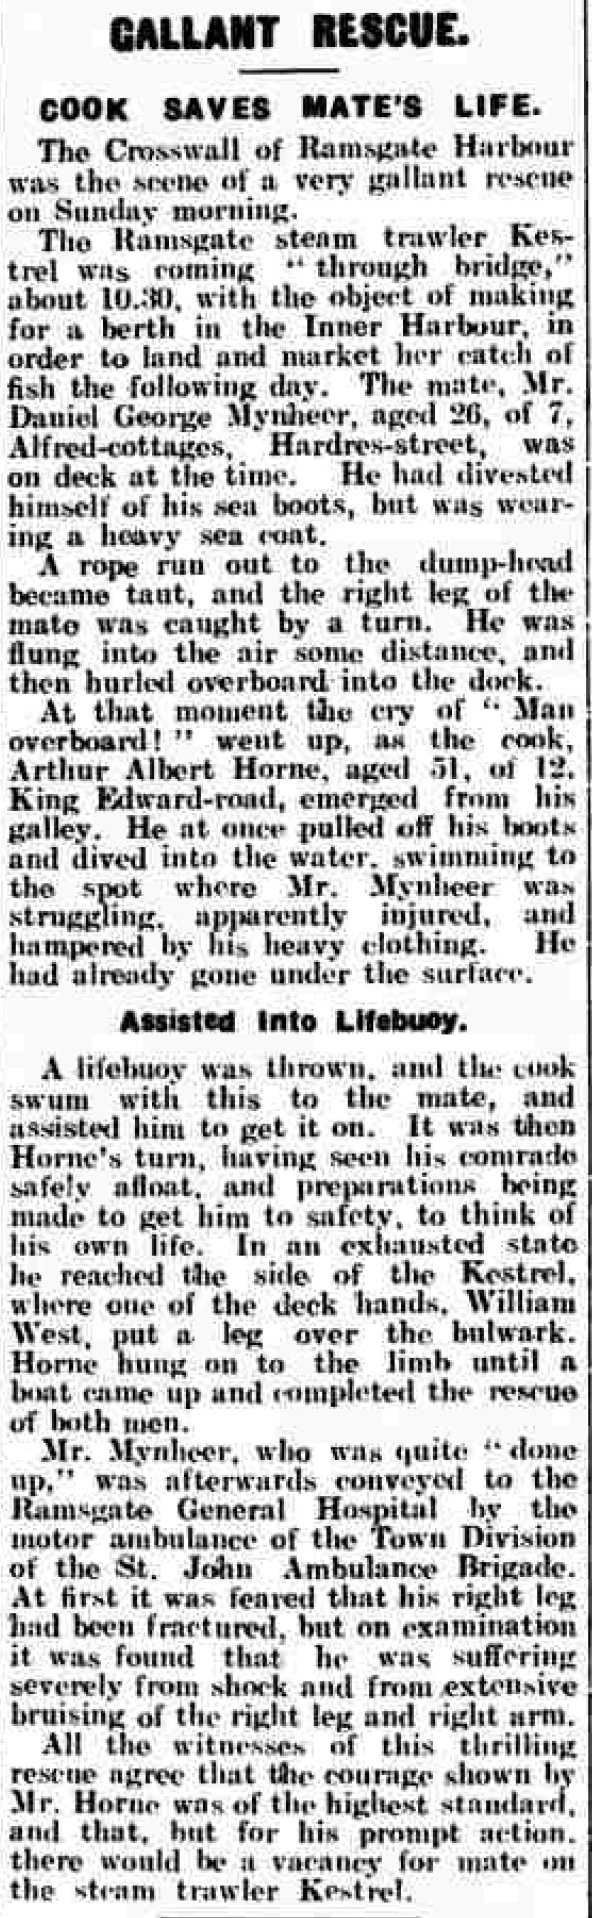 GALLANT RESCUE.
COOK SAVES MATE'S LIFE.
The Crosswall of Ramsgate Harbour
was the scene of a very gallant rescue
on Sunday morning.
The Ramsgate steam trawler Kes-
trel was coming "through bridge,"
about 10.30, with the object of making
for a berth in the Inner Harbour, in
order to land and market her catch of
fish the following day. The mate, Mr.
Daniel George Mynheer, aged 26, of 7,
Alfred-cottages, Hardres-street, was
on deck at the time. He had divested
himself of his sea boots, but was wear-
ing a heavy sea coat.
A rope run out to the dump-head
became taut, and the right leg of the
mate was caught by a turn. He was
flung into the air some distance, and
then hurled overboard into the dock.
At that moment the cry of "Man
overboard!" went up, as the cook,
Arthur Albert Horne, aged 51, of 12,
King Edward-road, emerged from his
galley. He at once pulled off his boots
and dived into the water, swimming to
the spot where Mr. Mynheer was
struggling, apparently injured, and
hampered by his heavy clothing. He
had already gone under the surface.
Assisted Into Lifebuoy.
A lifebuoy was thrown, and the cook
swum with this to the mate, and
assisted him to get it on. It was then
Horne's turn, having seen his comrade
safely afloat, and preparations being
made to get him to safety, to think of
his own life. In an exhausted state
he reached the side of the Kestrel,
where one of the deck hands, William
West, put a leg over the bulwark.
Horne hung on to the limb until a
boat came up and completed the rescue
of both men.
Mr. Mynheer, who was quite "done
up," was afterwards conveyed to the
Ramsgate General Hospital by the
motor ambulance of the Town Division
of the St. John Ambulance Brigade.
At first it was feared that his right leg
had been fractured, but on examination
it was found that he was suffering
severely from shock and from extensive
bruising of the right leg and right arm.
All the witnesses of this thrilling
rescue agree that the courage shown by
Mr. Horne was of the highest standard,
and that, but for his prompt action,
there would be a vacancy for mate on
the steam trawler Kestrel.